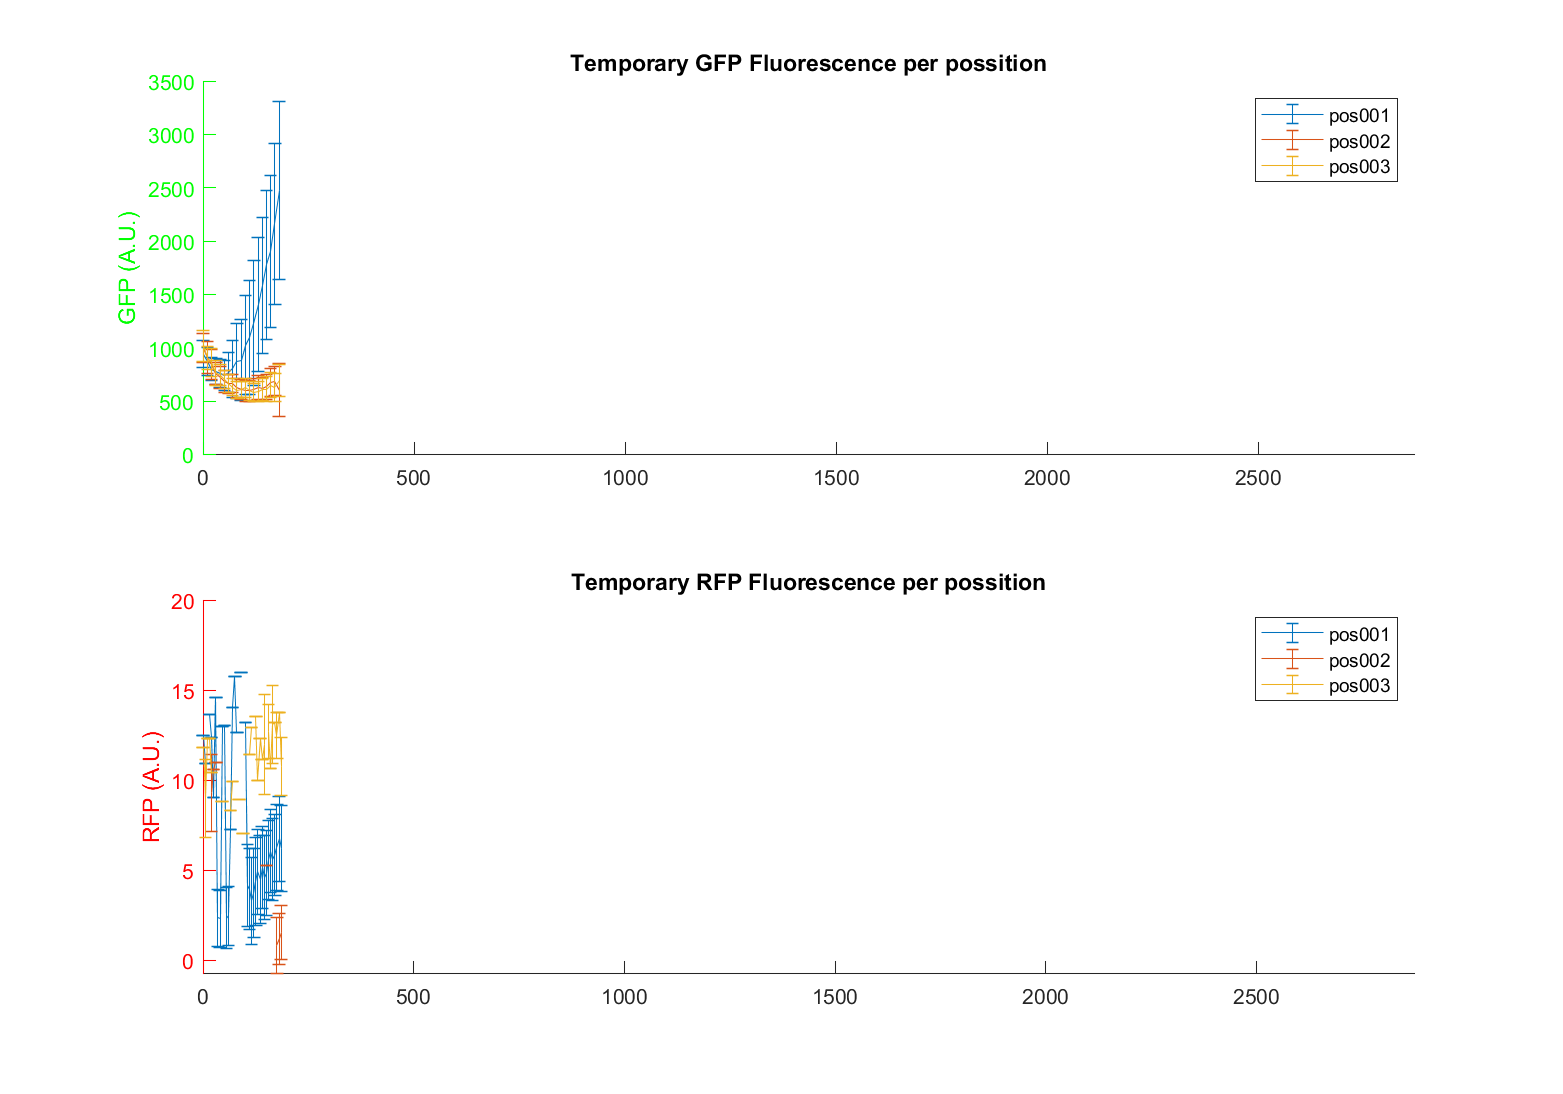 Temporary GFP Fluorescence per possition
3500
3000
2500
2000
1500
1000
500
0
GFP (A.U.)
pos001
pos002
pos003
0 500 1000 1500 2000 2500
Temporary RFP Fluorescence per possition
20
15
10
5
0
RFP (A.U.)
pos001
pos002
pos003
0 500 1000 1500 2000 2500